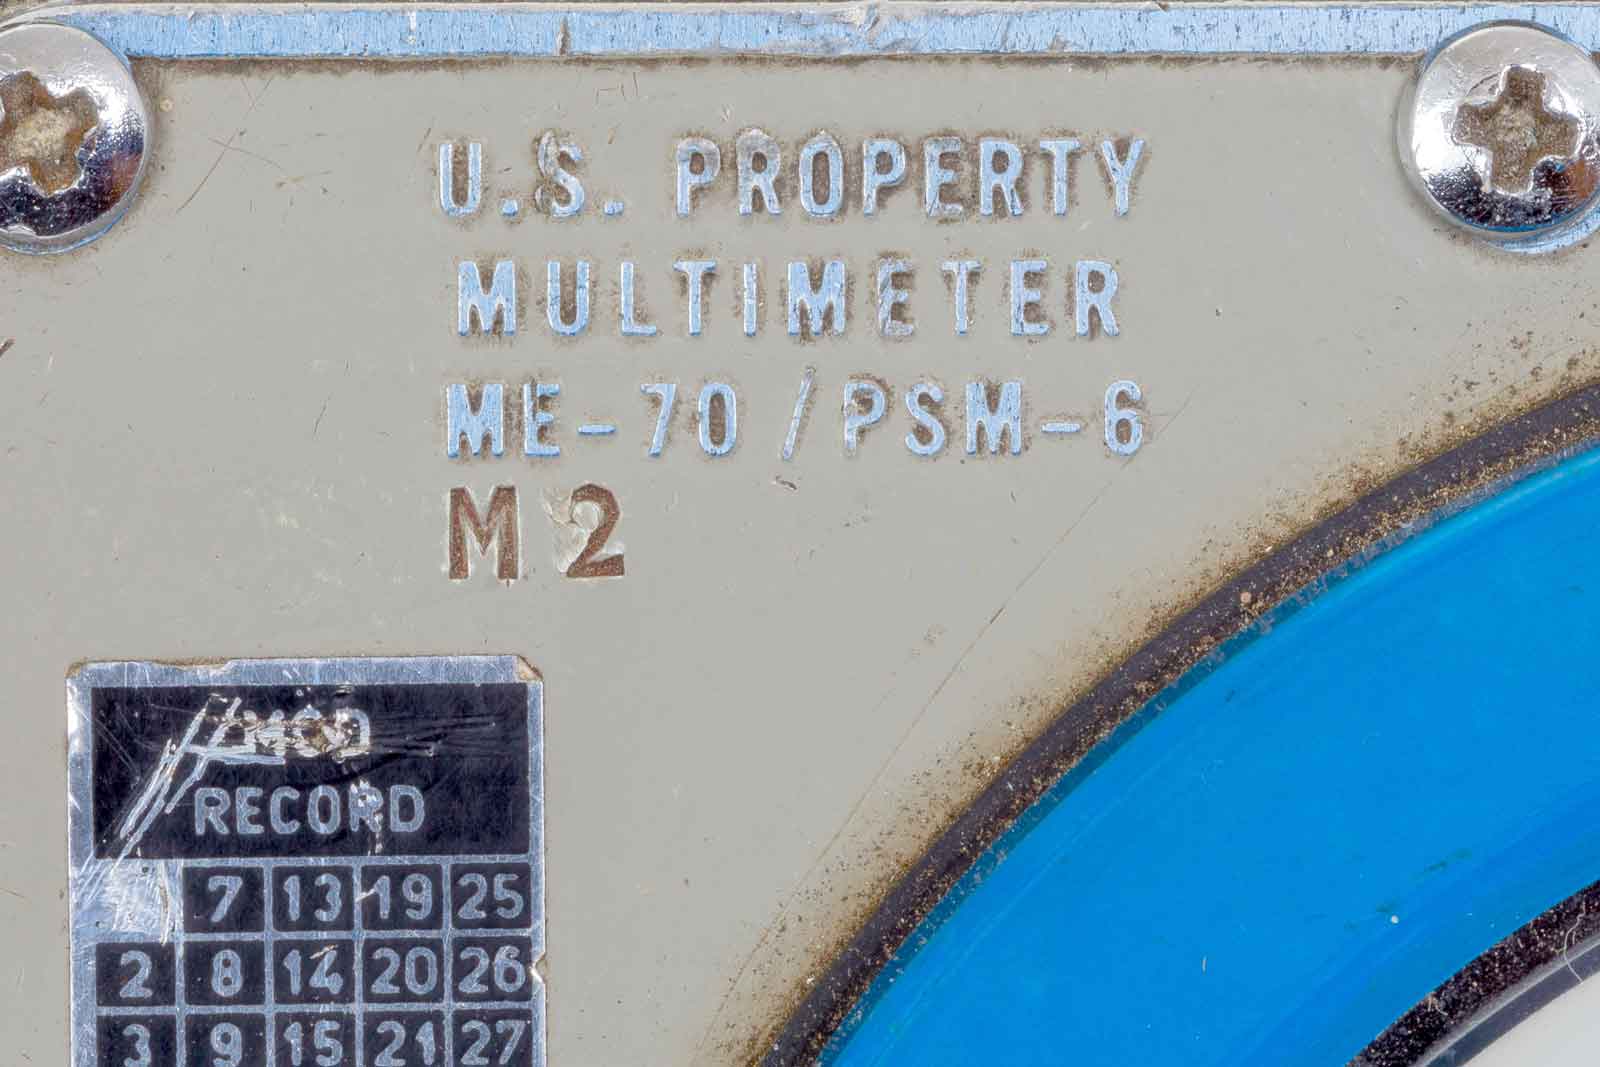 U.S. PROPERTY
MULTIMETER
ME-70/PSM-6
M2
RECORD
7 13 19 25
2 8 14 20 26
3 9 15 21 27